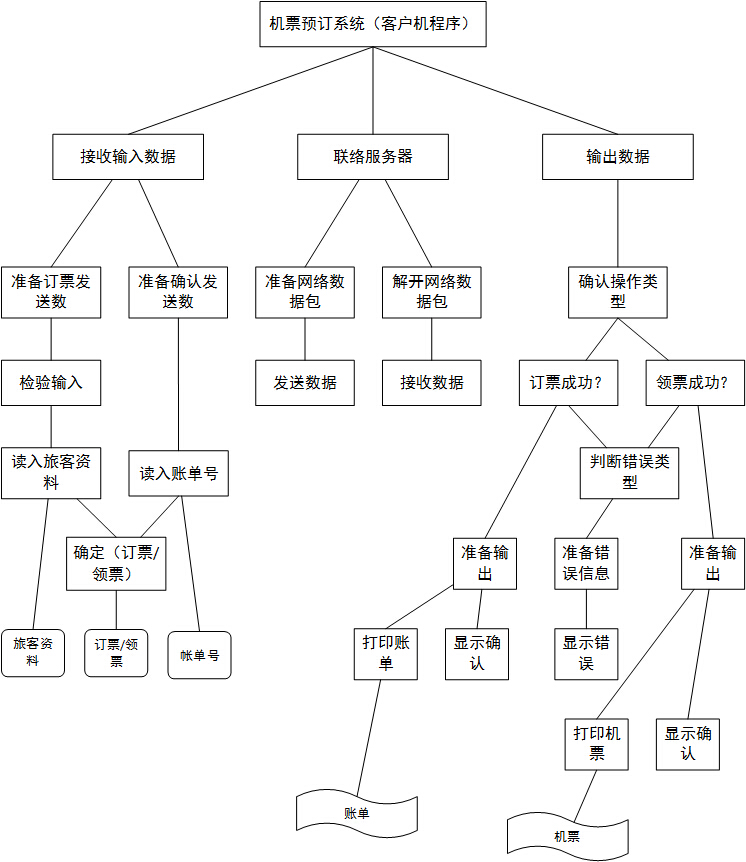 机票预订系统（客户机程序）
接收输入数据
联络服务器
输出数据
准备订票发
送数
准备确认发
送数
准备网络数
据包
解开网络数
据包
确认操作类
型
检验输入
发送数据
接收数据
订票成功？
领票成功？
读入旅客资
料
读入账单号
判断错误类
型
确定（订票/
领票）
准备输
出
准备错
误信息
准备输
出
旅客资
料
订票/领
票
帐单号
打印账
单
显示确
认
显示错
误
打印机
票
显示确
认
账单
机票